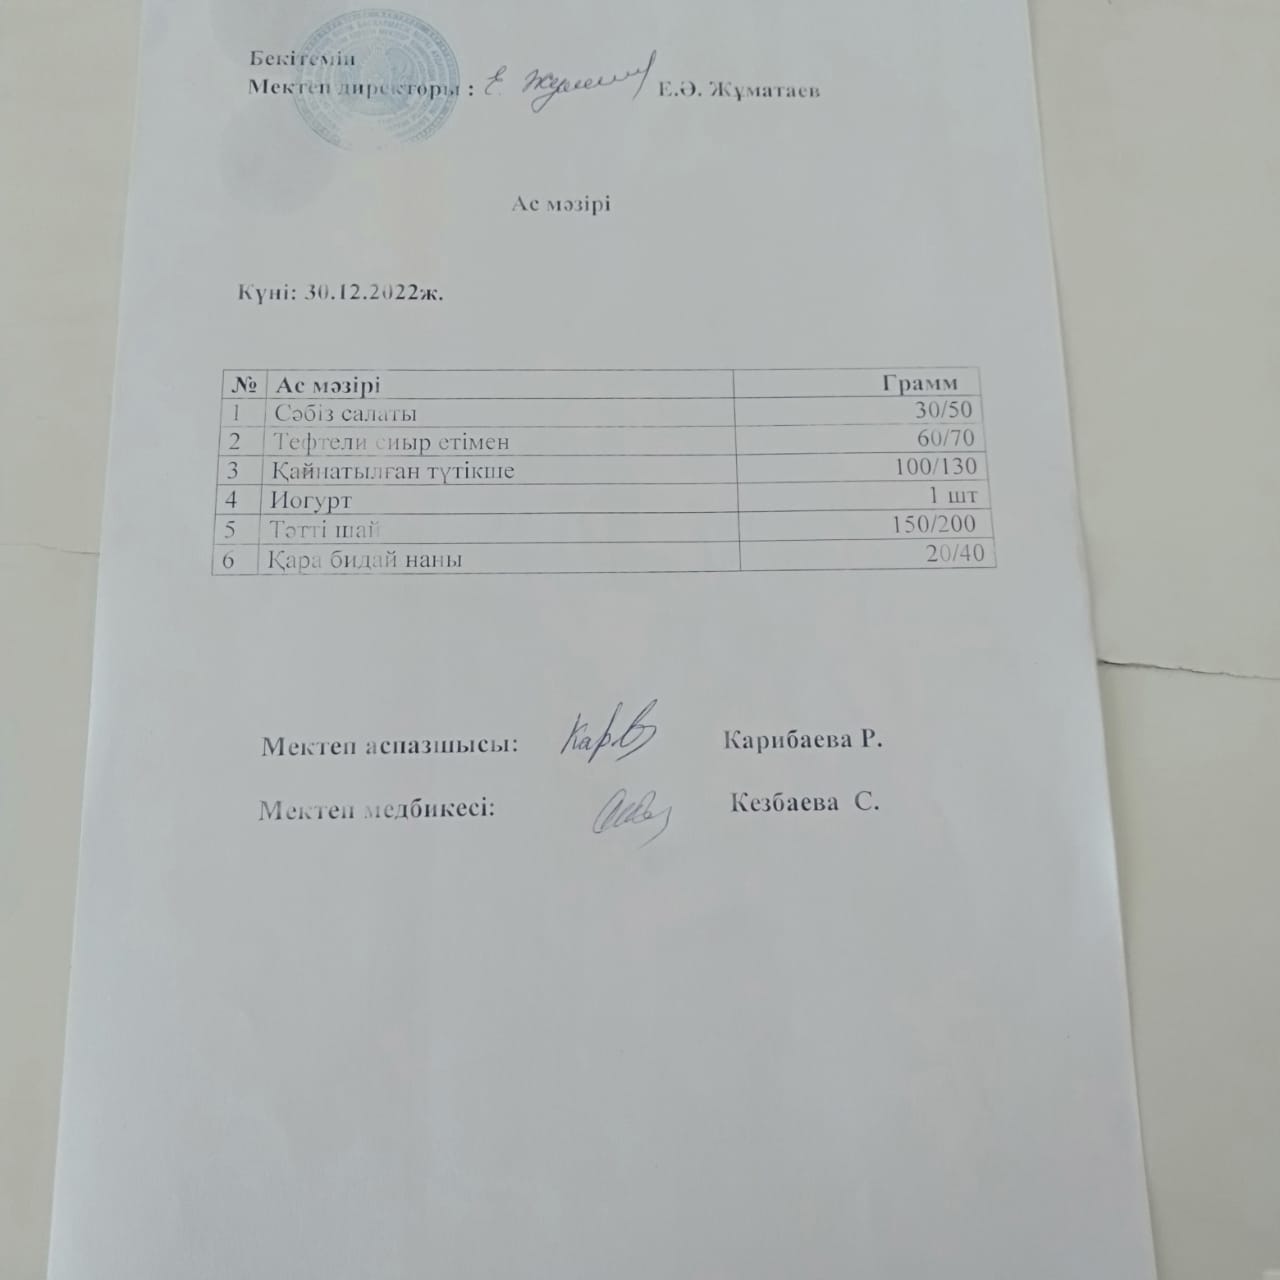 Бекітемін
Мектеп директоры : Е.Ә. Жұматаев
Ас мәзірі
Күні: 30.12.2022ж.
№ Ас мәзірі Грамм
1 Сәбіз салаты 30/50
2 Тефтели сиыр етімен 60/70
3 Қайнатылған түтікше 100/130
4 Йогурт 1 шт
5 Тәтті шай 150/200
6 Қара бидай наны 20/40
Мектеп аспазшысы: Карибаева Р.
Мектеп медбикесі: Кезбаева С.